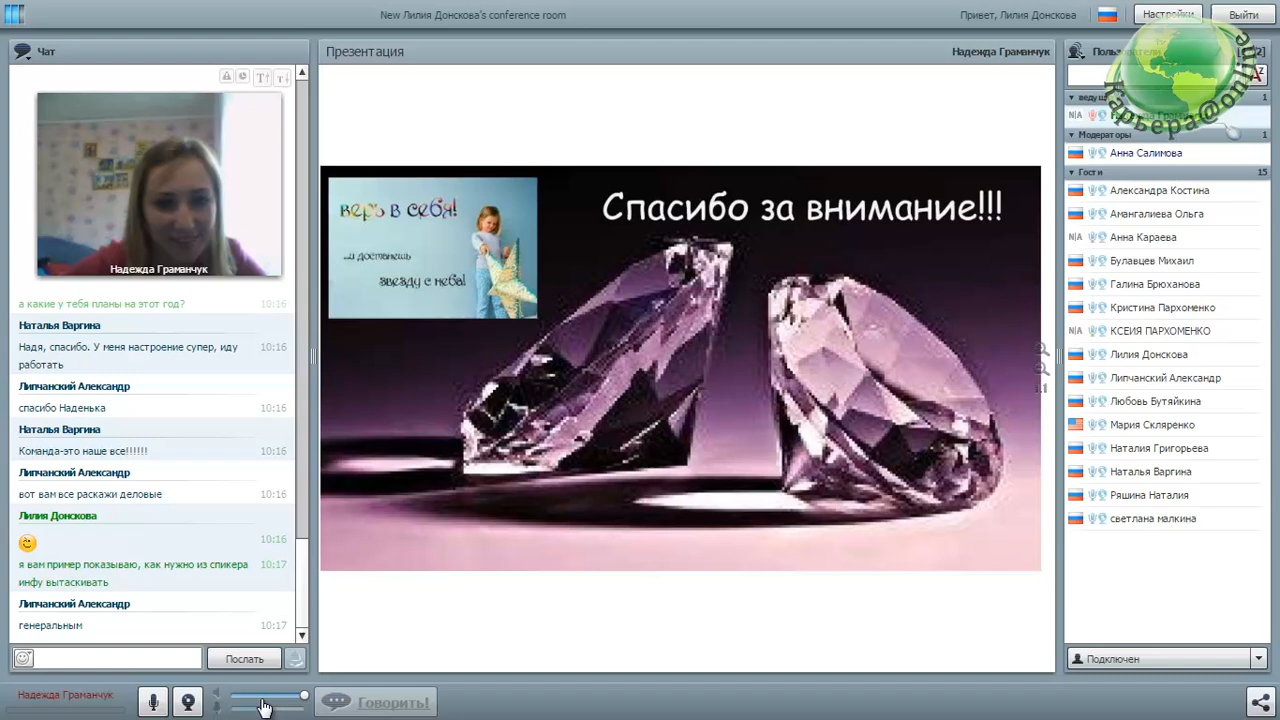 New Лилия Донскова's conference room
Привет, Лилия Донскова
Настройки
Выйти
Чат
Надежда Граманчук
а какие у тебя планы на этот год?
10:16
Наталья Варгина
Надя, спасибо. У меня настроение супер, иду
10:16
работать
Липчанский Александр
спасибо Наденька
10:16
Наталья Варгина
Команда-это наше все!!!!!!
10:16
Липчанский Александр
вот вам все раскажи деловые
10:16
Лилия Донскова
10:16
я вам пример показываю, как нужно из спикера
10:17
инфу вытаскивать
Липчанский Александр
генеральным
10:17
Послать
Надежда Граманчук
Говорить!
Презентация
Надежда Граманчук
верь в себя!
...и достанешь
звезду с неба!
Спасибо за внимание!!!
1
Карьера@online
Модераторы
1
Анна Салимова
Гости
15
Александра Костина
Амангалиева Ольга
N/A
Анна Караева
Булавцев Михаил
Галина Брюханова
Кристина Пархоменко
N/A
КСЕИЯ ПАРХОМЕНКО
Лилия Донскова
Липчанский Александр
Любовь Бутяйкина
Мария Скляренко
Наталия Григорьева
Наталья Варгина
Ряшина Наталия
светлана малкина
Подключен